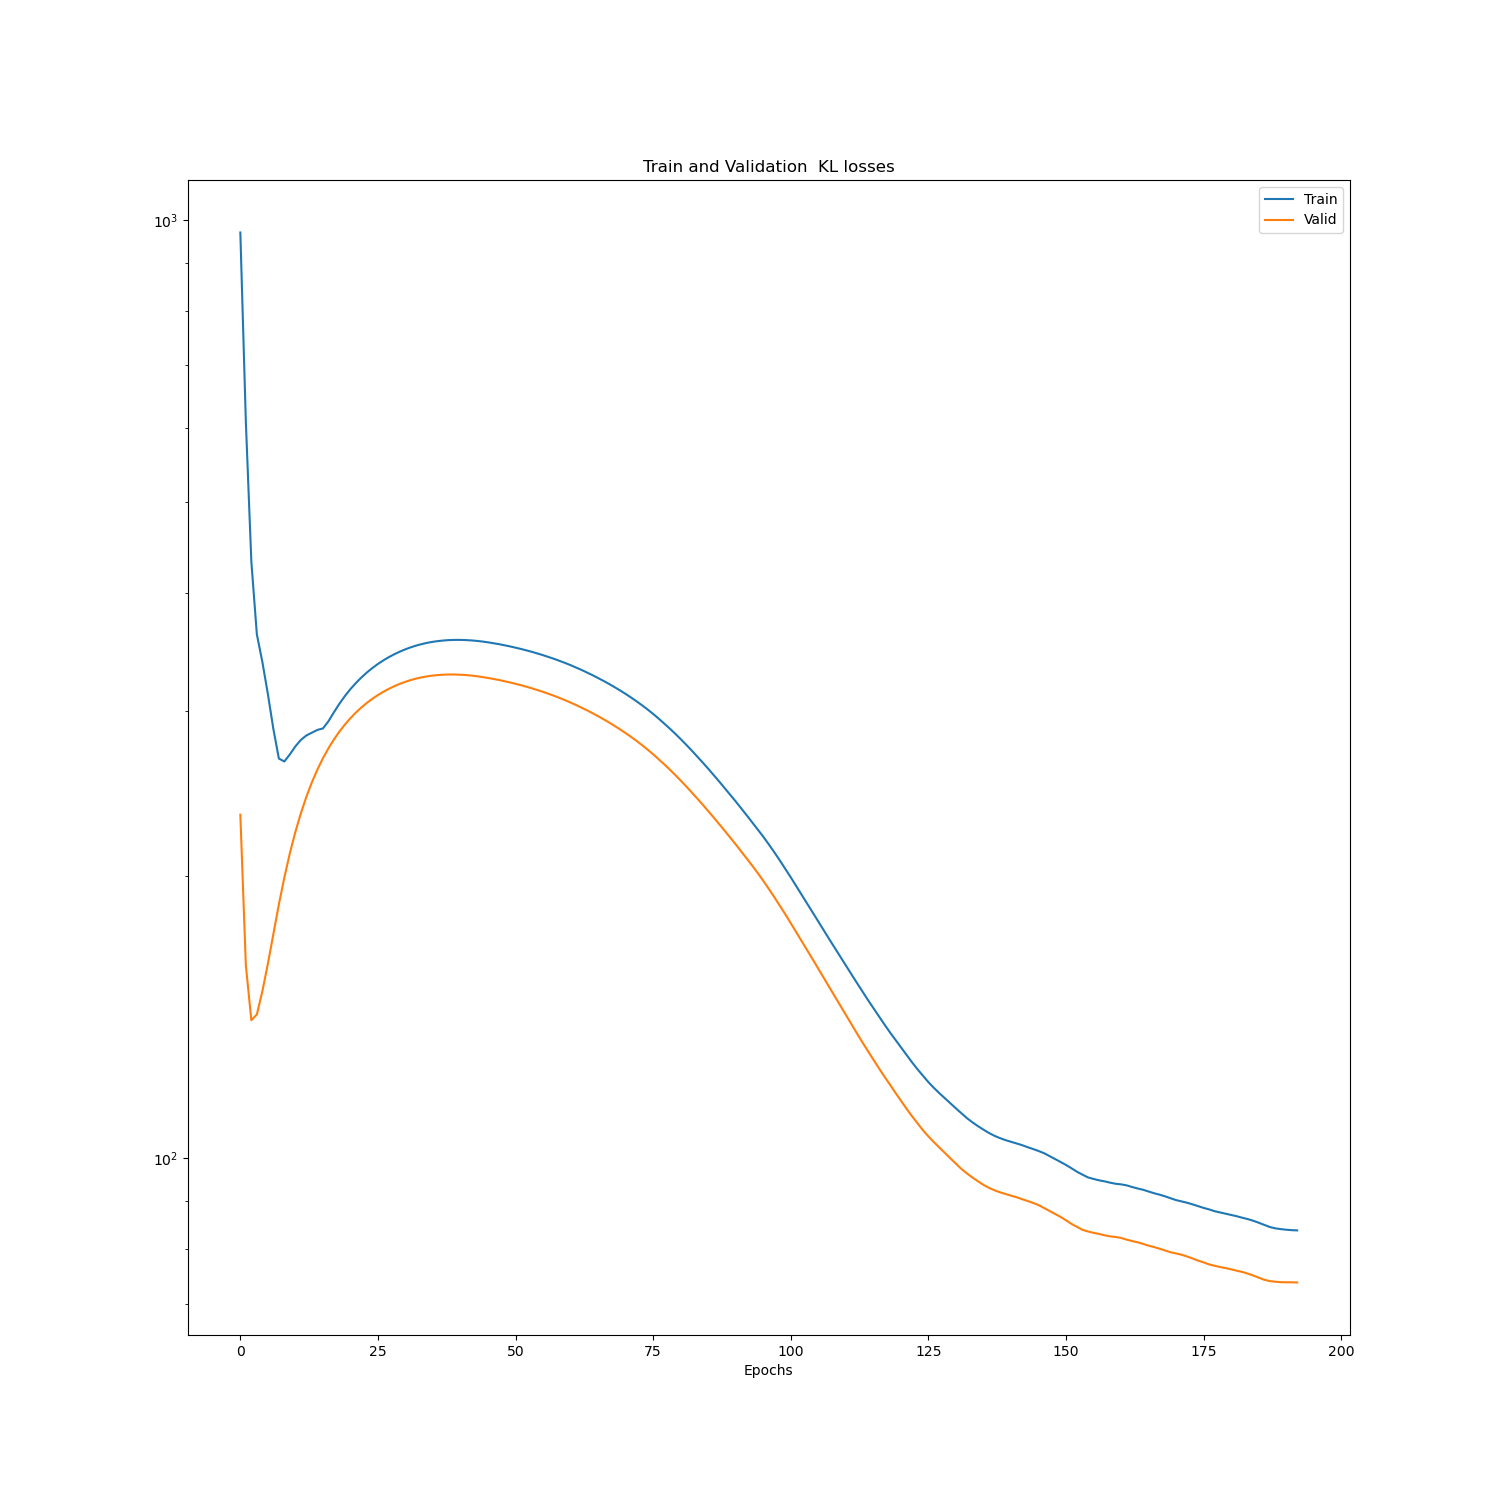 Train and Validation  KL losses
Train
Valid
10³
10²
0 25 50 75 100 125 150 175 200
Epochs